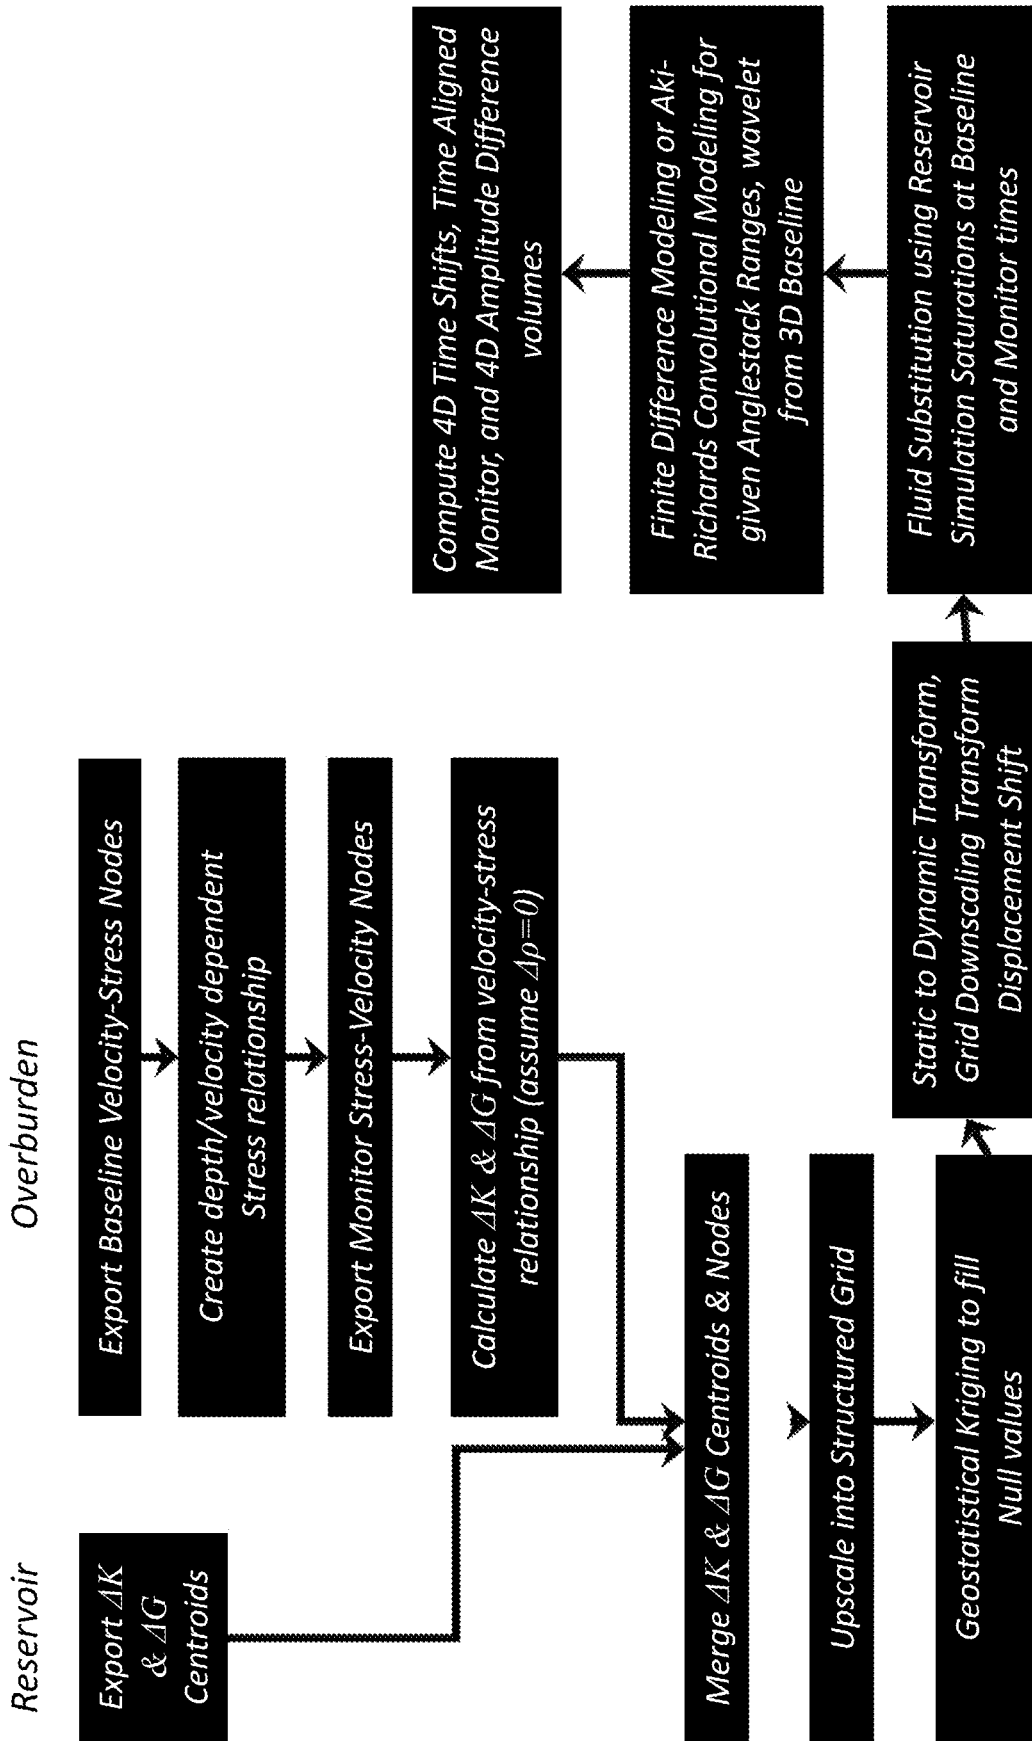 Reservoir
Overburden
Export ΔK
& ΔG
Centroids
Export Baseline Velocity-Stress Nodes
Create depth/velocity dependent
Stress relationship
Export Monitor Stress-Velocity Nodes
Calculate ΔK & ΔG from velocity-stress
relationship (assume Δρ=0)
Merge ΔK & ΔG Centroids & Nodes
Upscale into Structured Grid
Geostatistical Kriging to fill
Null values
Static to Dynamic Transform,
Grid Downscaling Transform
Displacement Shift
Fluid Substitution using Reservoir
Simulation Saturations at Baseline
and Monitor times
Finite Difference Modeling or Aki-
Richards Convolutional Modeling for
given Anglestack Ranges, wavelet
from 3D Baseline
Compute 4D Time Shifts, Time Aligned
Monitor, and 4D Amplitude Difference
volumes